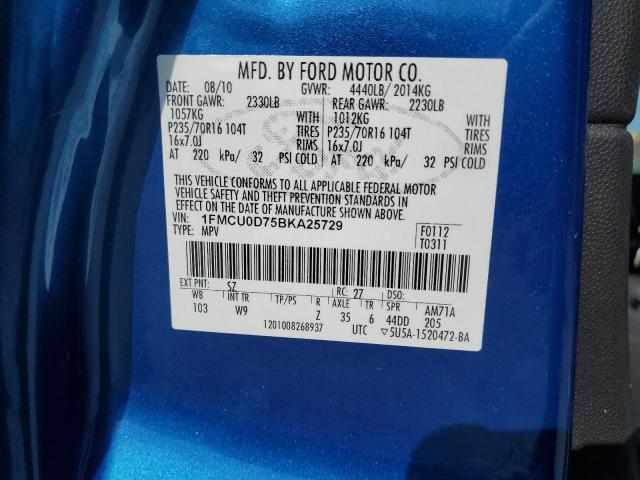 MFD. BY FORD MOTOR CO.
DATE: 08/10 GVWR: 4440LB/ 2014KG
FRONT GAWR: 2330LB REAR GAWR: 2230LB
1057KG WITH 1012KG WITH
P235/70R16 104T TIRES P235/70R16 104T TIRES
16x7.0J RIMS 16x7.0J RIMS
AT 220 kPa/ 32 PSI COLD AT 220 kPa/ 32 PSI COLD
THIS VEHICLE CONFORMS TO ALL APPLICABLE FEDERAL MOTOR
VEHICLE SAFETY AND THEFT PREVENTION STANDARDS IN
EFFECT ON THE DATE OF MANUFACTURE SHOWN ABOVE.
VIN: 1FMCU0D75BKA25729 F0112
TYPE: MPV T0311
EXT PNT: SZ RC: 27 DSO:
WB INT TR TP/PS R AXLE TR SPR AM71A
103 W9 Z 35 6 44DD 205
1201008268937 UTC ▽5U5A-1520472-BA